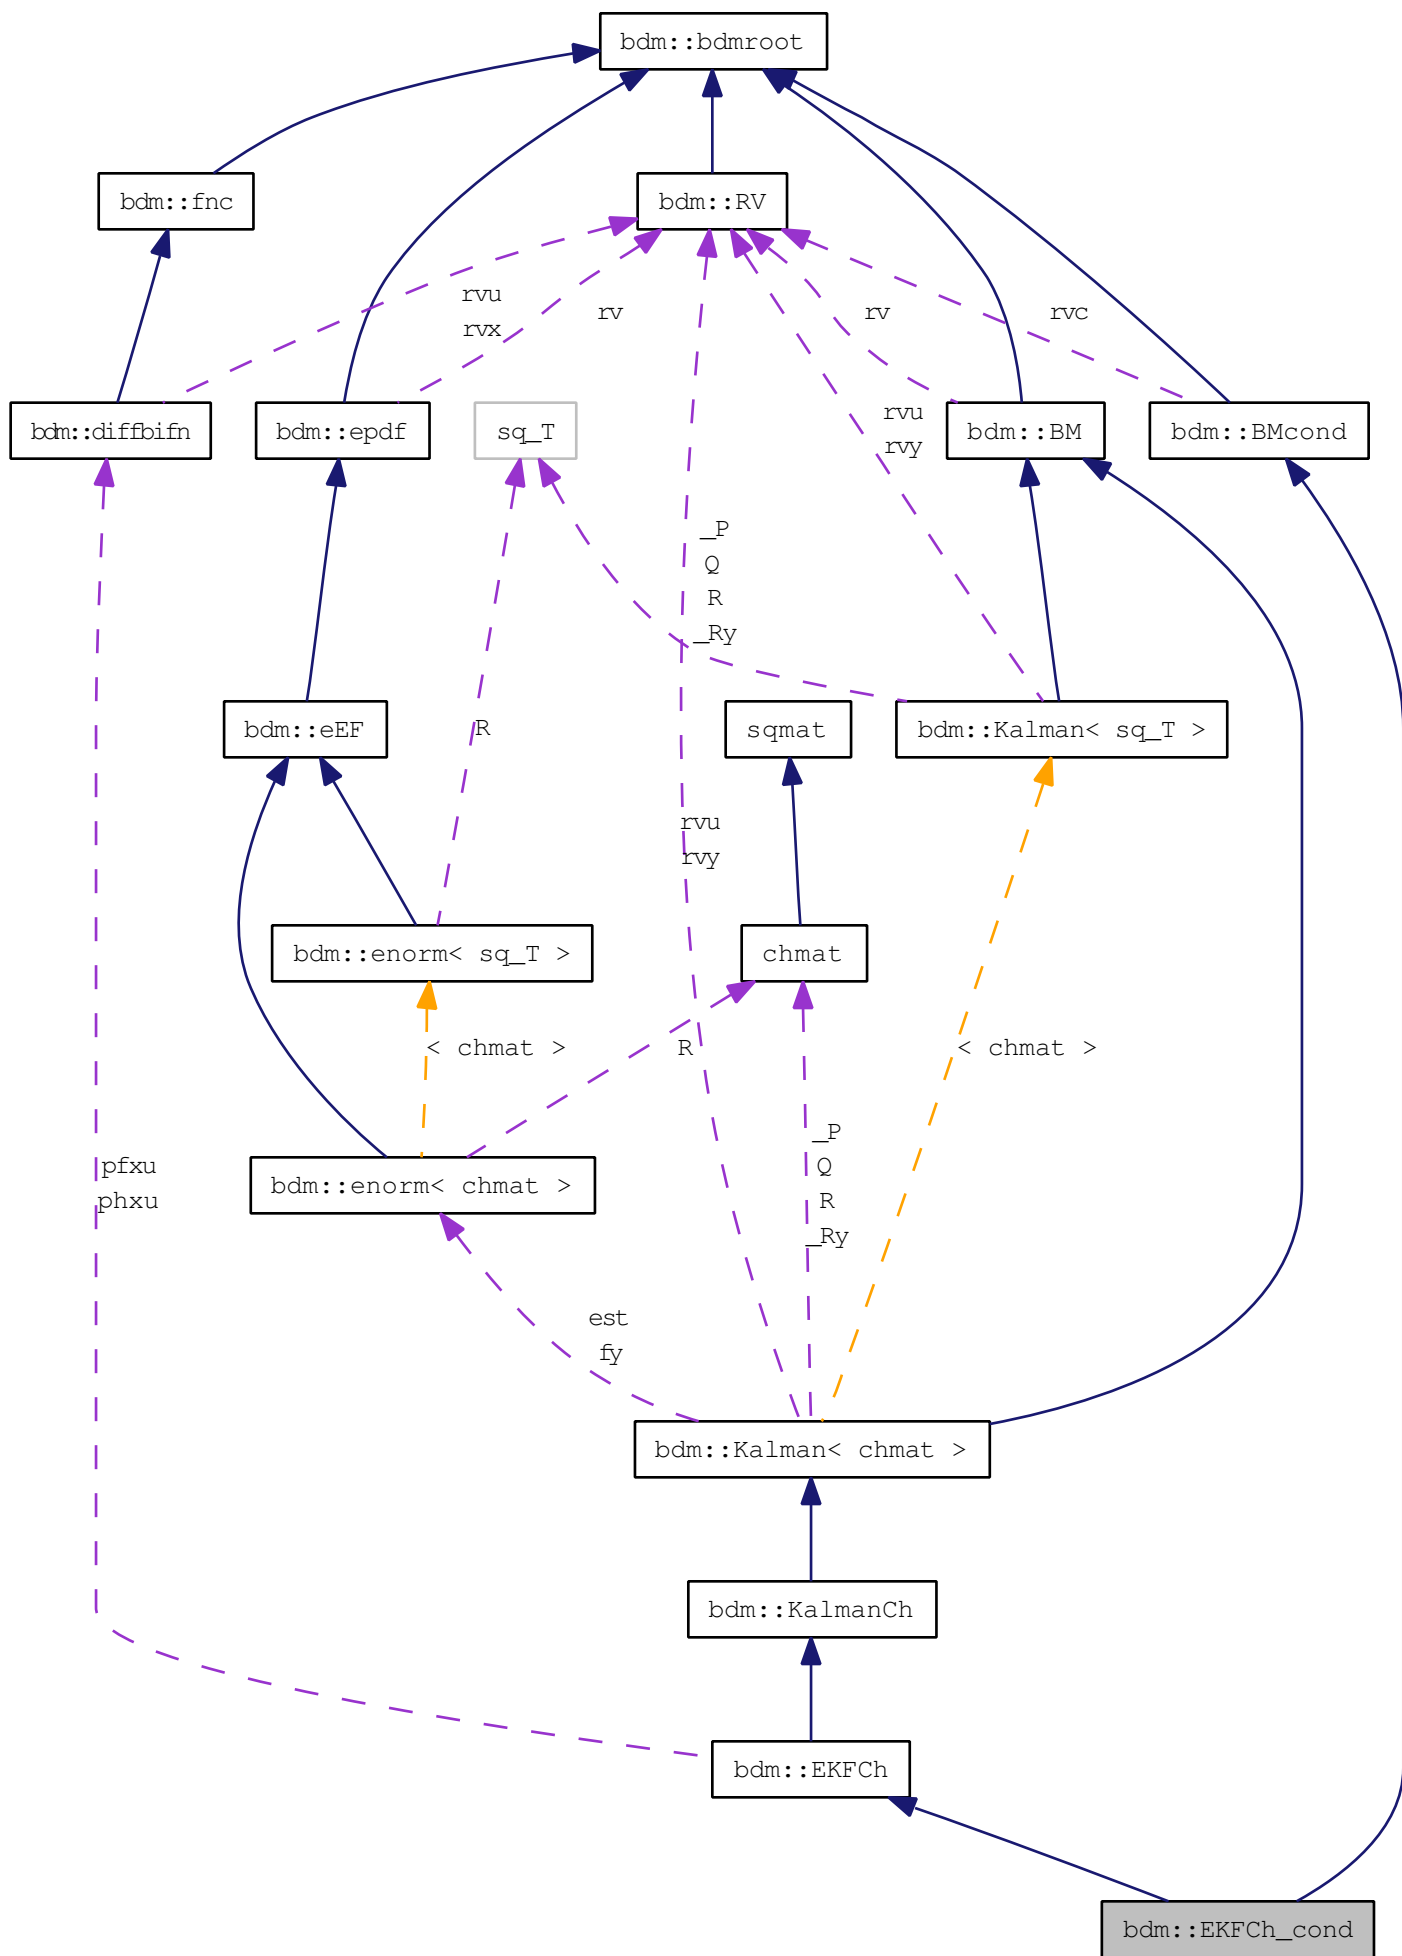 bdm::bdmroot
bdm::fnc
bdm::RV
rvu
rvx
rv
rv
rvc
bdm::diffbifn
bdm::epdf
sq_T
rvu
rvy
bdm::BM
bdm::BMcond
_P
Q
R
_Ry
bdm::eEF
R
sqmat
bdm::Kalman< sq_T >
rvu
rvy
bdm::enorm< sq_T >
chmat
< chmat >
R
< chmat >
pfxu
phxu
bdm::enorm< chmat >
_P
Q
R
_Ry
est
fy
bdm::Kalman< chmat >
bdm::KalmanCh
bdm::EKFCh
bdm::EKFCh_cond